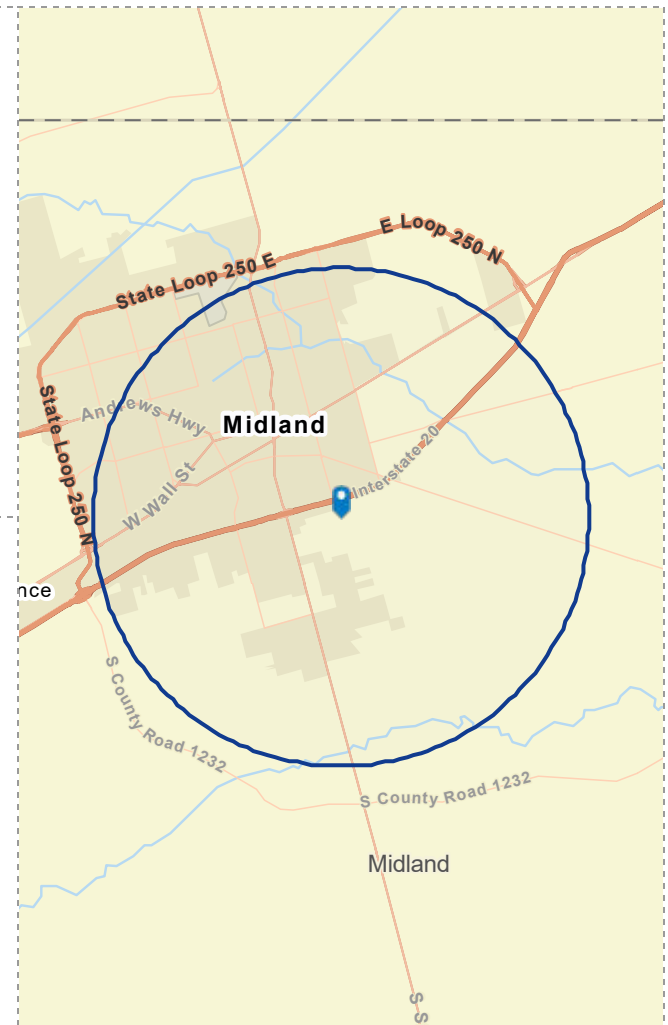 E Loop 250 N
State Loop 250 E
State Loop 250 N
Andrews Hwy
Midland
W Wall St
Interstate 20
nce
S County Road 1232
S County Road 1232
Midland
S S